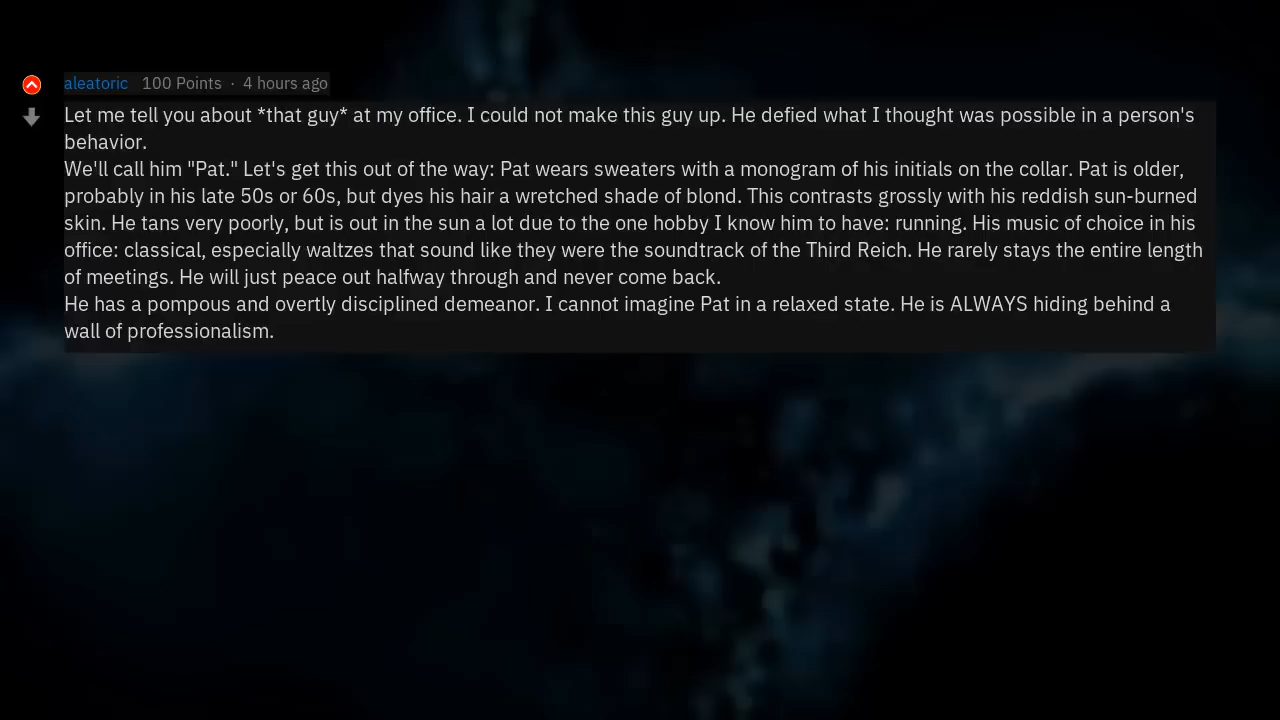 aleatoric 100 Points · 4 hours ago
Let me tell you about *that guy* at my office. I could not make this guy up. He defied what I thought was possible in a person's
behavior.
We'll call him "Pat." Let's get this out of the way: Pat wears sweaters with a monogram of his initials on the collar. Pat is older,
probably in his late 50s or 60s, but dyes his hair a wretched shade of blond. This contrasts grossly with his reddish sun-burned
skin. He tans very poorly, but is out in the sun a lot due to the one hobby I know him to have: running. His music of choice in his
office: classical, especially waltzes that sound like they were the soundtrack of the Third Reich. He rarely stays the entire length
of meetings. He will just peace out halfway through and never come back.
He has a pompous and overtly disciplined demeanor. I cannot imagine Pat in a relaxed state. He is ALWAYS hiding behind a
wall of professionalism.